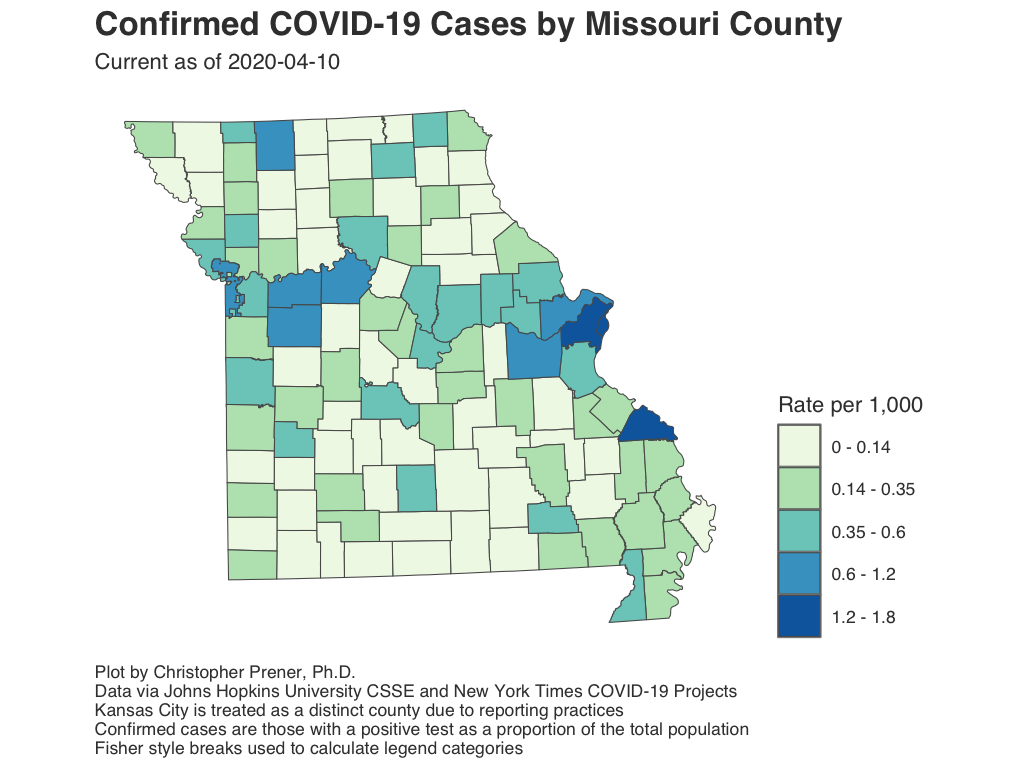 Confirmed COVID-19 Cases by Missouri County
Current as of 2020-04-10
Rate per 1,000
0 - 0.14
0.14 - 0.35
0.35 - 0.6
0.6 - 1.2
1.2 - 1.8
Plot by Christopher Prener, Ph.D.
Data via Johns Hopkins University CSSE and New York Times COVID-19 Projects
Kansas City is treated as a distinct county due to reporting practices
Confirmed cases are those with a positive test as a proportion of the total population
Fisher style breaks used to calculate legend categories